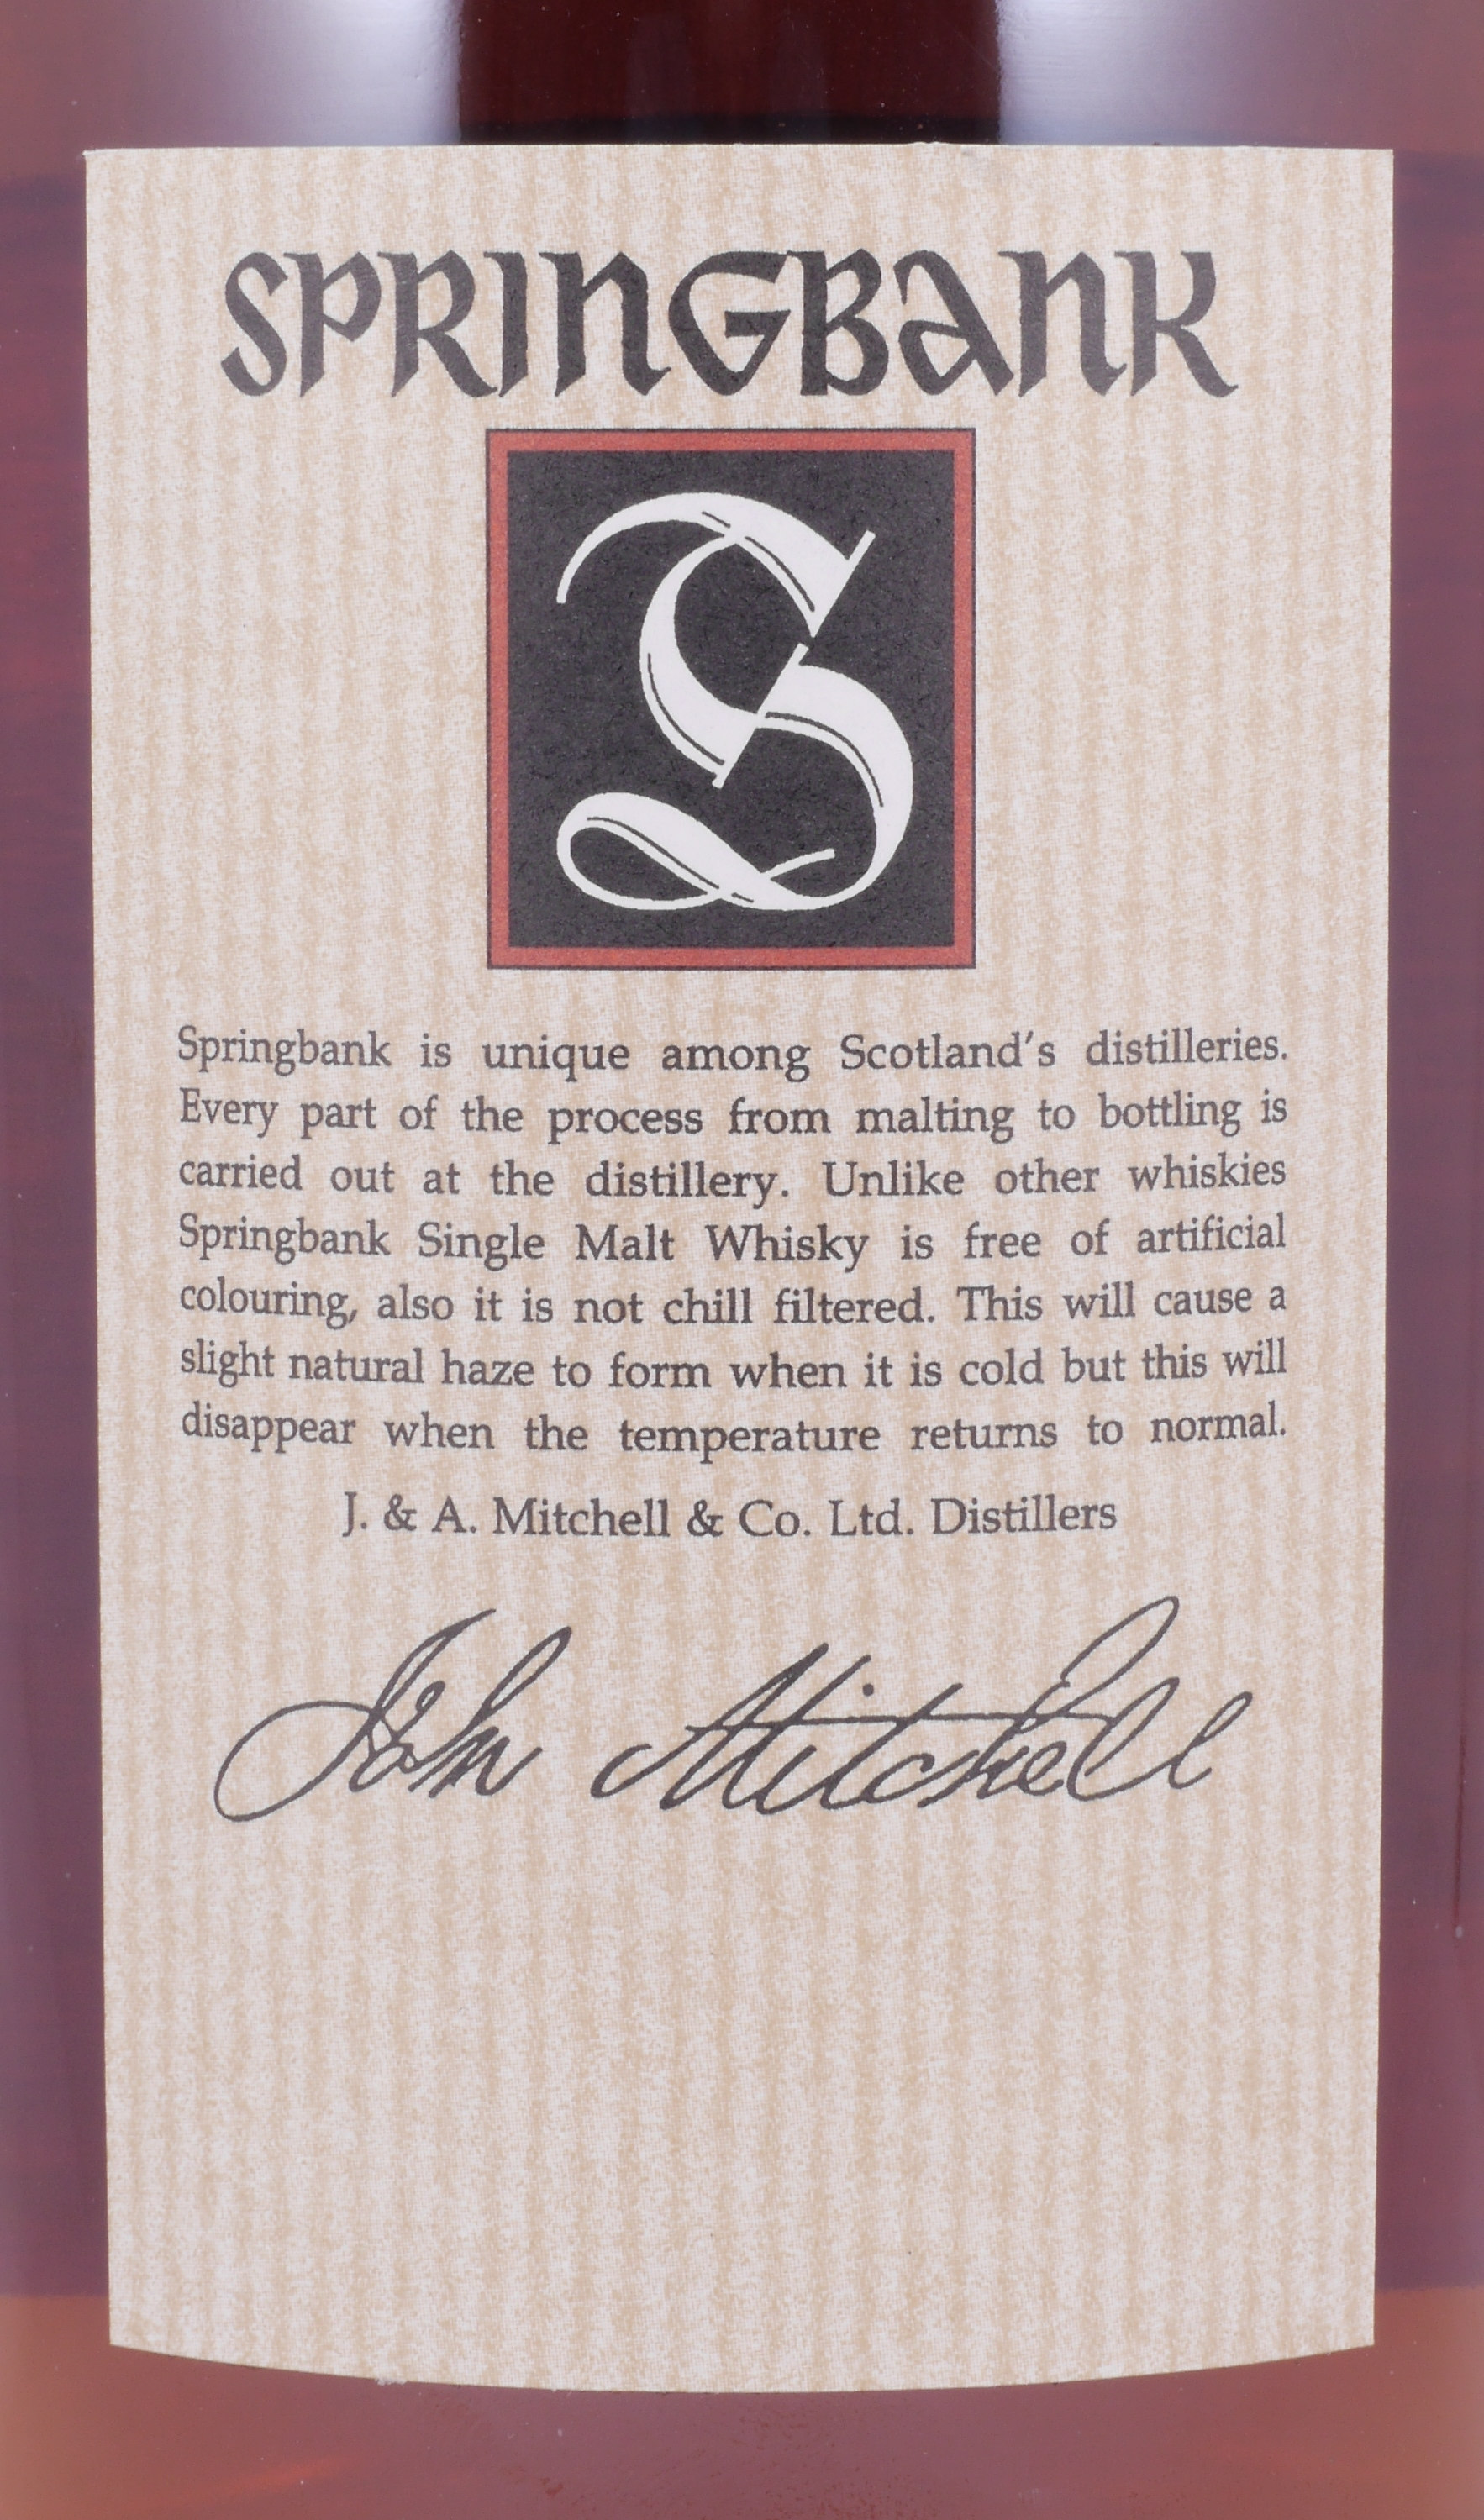 SPRINGBANK
S
Springbank is unique among Scotland's distilleries.
Every part of the process from malting to bottling is
carried out at the distillery. Unlike other whiskies
Springbank Single Malt Whisky is free of artificial
colouring, also it is not chill filtered. This will cause a
slight natural haze to form when it is cold but this will
disappear when the temperature returns to normal.
J. & A. Mitchell & Co. Ltd. Distillers
John Mitchell